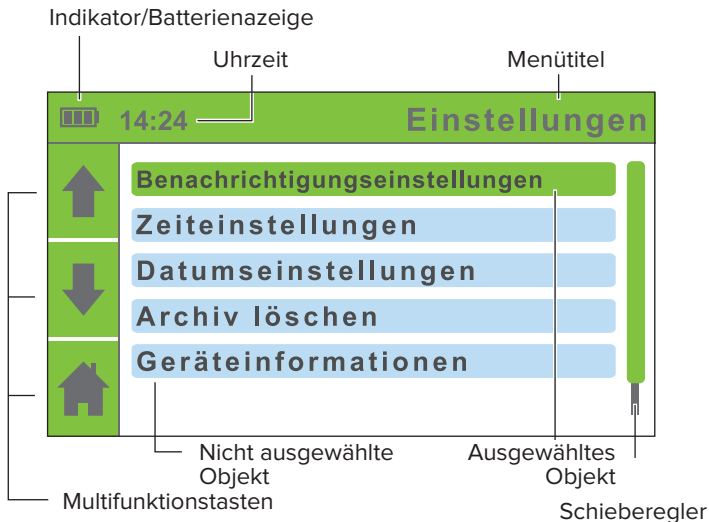 Indikator/Batterienazeige
Uhrzeit
Menütitel
14:24
Einstellungen
Benachrichtigungseinstellungen
Zeiteinstellungen
Datumseinstellungen
Archiv löschen
Geräteinformationen
Nicht ausgewählte
Objekt
Ausgewähltes
Objekt
Multifunktionstasten
Schieberegler